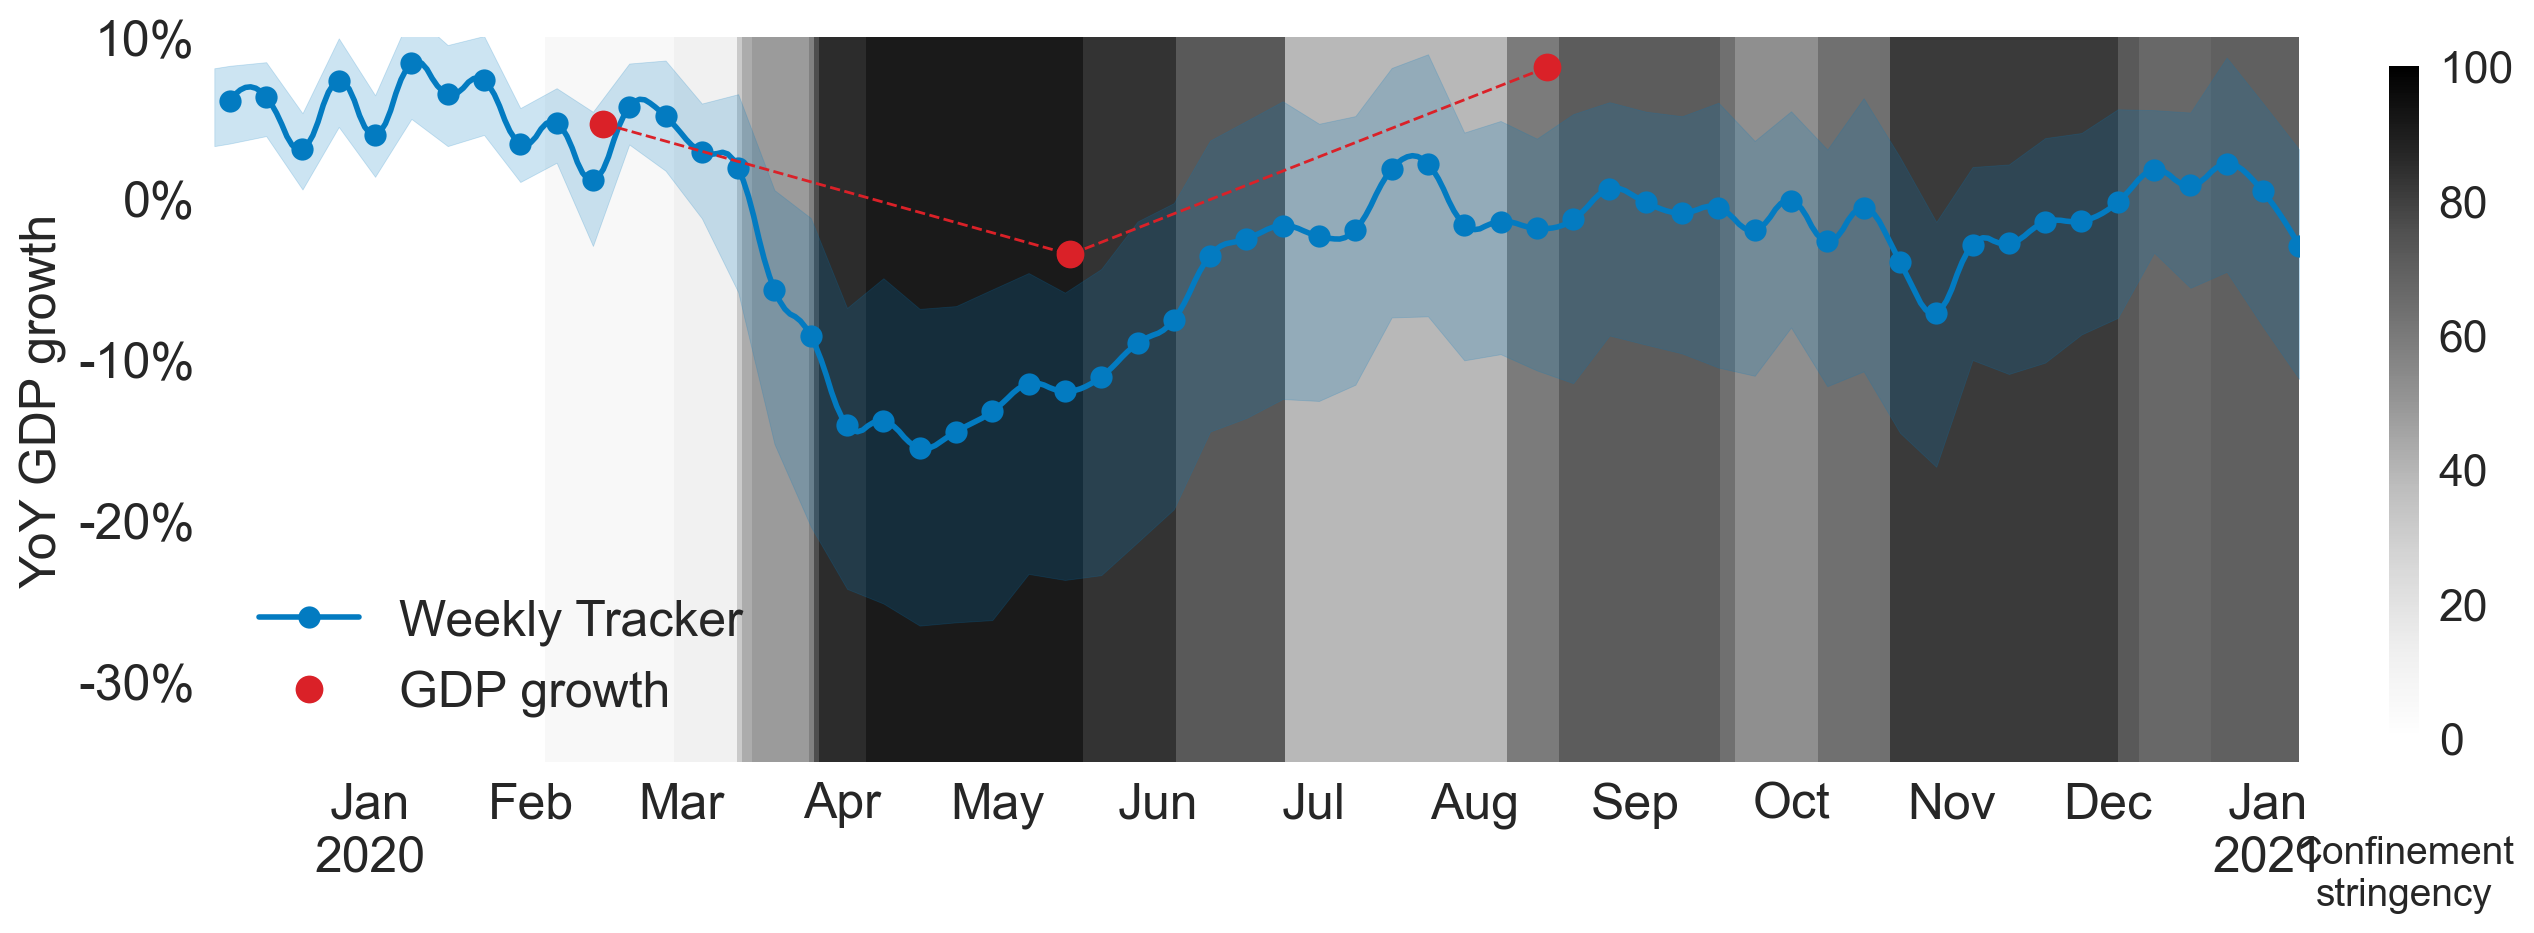 YoY GDP growth
10%
0%
-10%
-20%
-30%
Weekly Tracker
GDP growth
Jan
2020
Feb
Mar
Apr
May
Jun
Jul
Aug
Sep
Oct
Nov
Dec
Jan
2021
100
80
60
40
20
0
Confinement
stringency